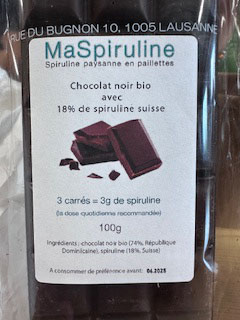 RUE DU BUGNON 10, 1005 LAUSANNE
MaSpiruline
Spiruline paysanne en paillettes
Chocolat noir bio
avec
18% de spiruline suisse
3 carrés = 3g de spiruline
(la dose quotidienne recommandée)
100g
Ingrédients : chocolat noir bio (74%, République
Dominicaine), spiruline (18%, Suisse)
A consommer de préférence avant: 06.2025